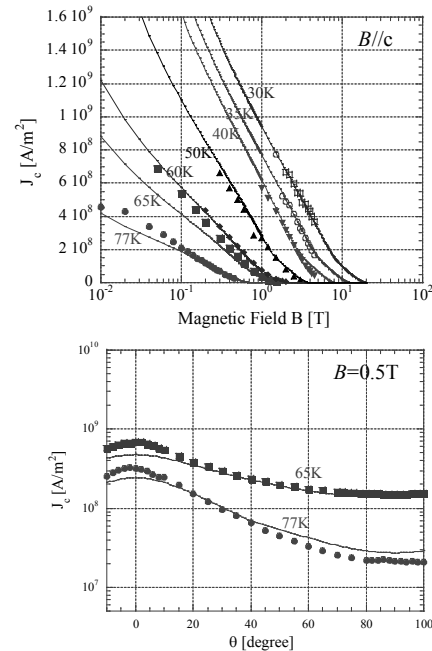 1.6 10⁹
B//c
1.4 10⁹
1.2 10⁹
1 10⁹
30K
8 10⁸
35K
40K
6 10⁸
50K
60K
4 10⁸
65K
2 10⁸
77K
0
J_c [A/m²]
10⁻² 10⁻¹ 10⁰ 10¹ 10²
Magnetic Field B [T]
10¹⁰
B=0.5T
10⁹
65K
10⁸
77K
10⁷
J_c [A/m²]
0 20 40 60 80 100
θ [degree]